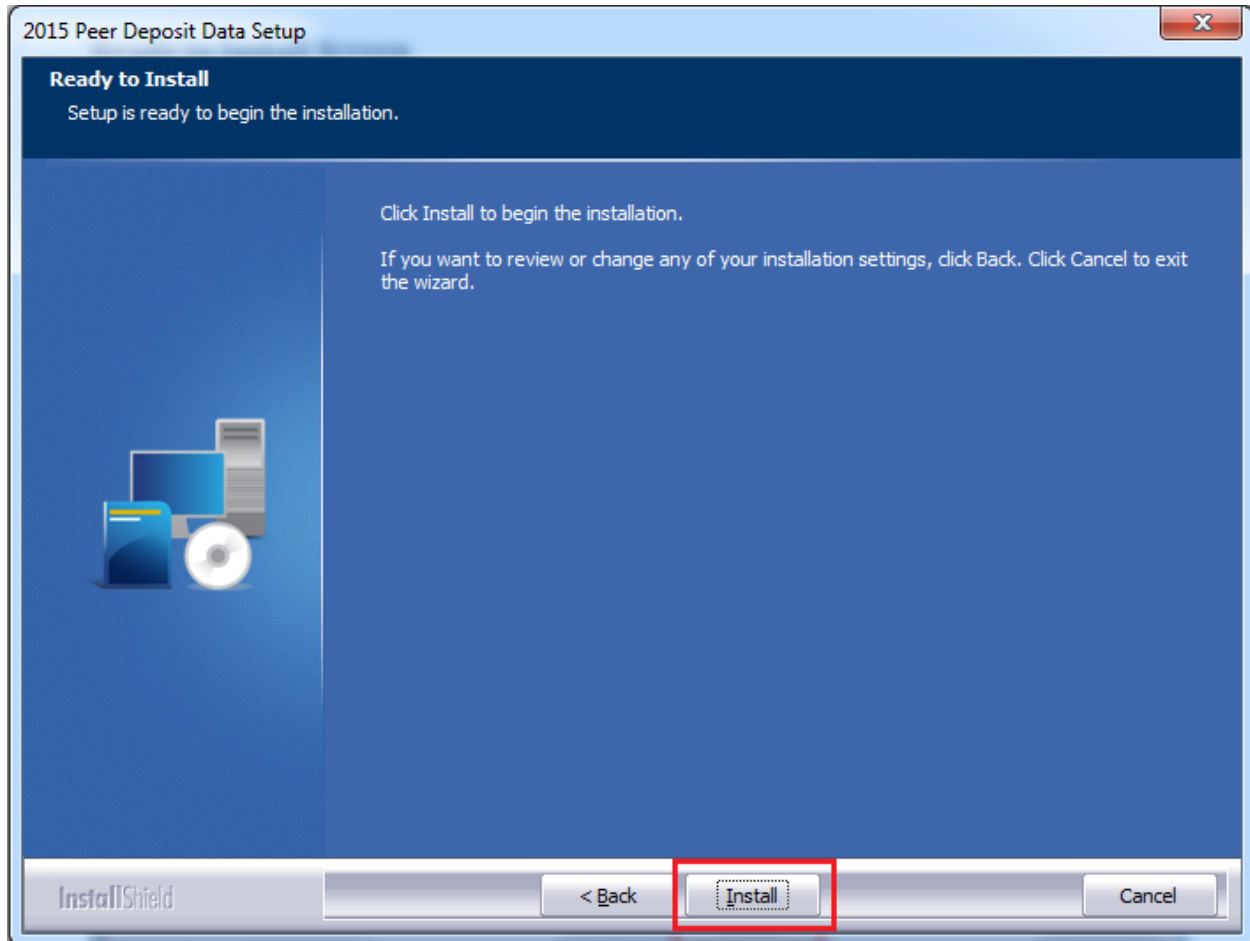 2015 Peer Deposit Data Setup
Ready to Install
Setup is ready to begin the installation.
Click Install to begin the installation.
If you want to review or change any of your installation settings, click Back. Click Cancel to exit
the wizard.
InstallShield
< Back
Install
Cancel